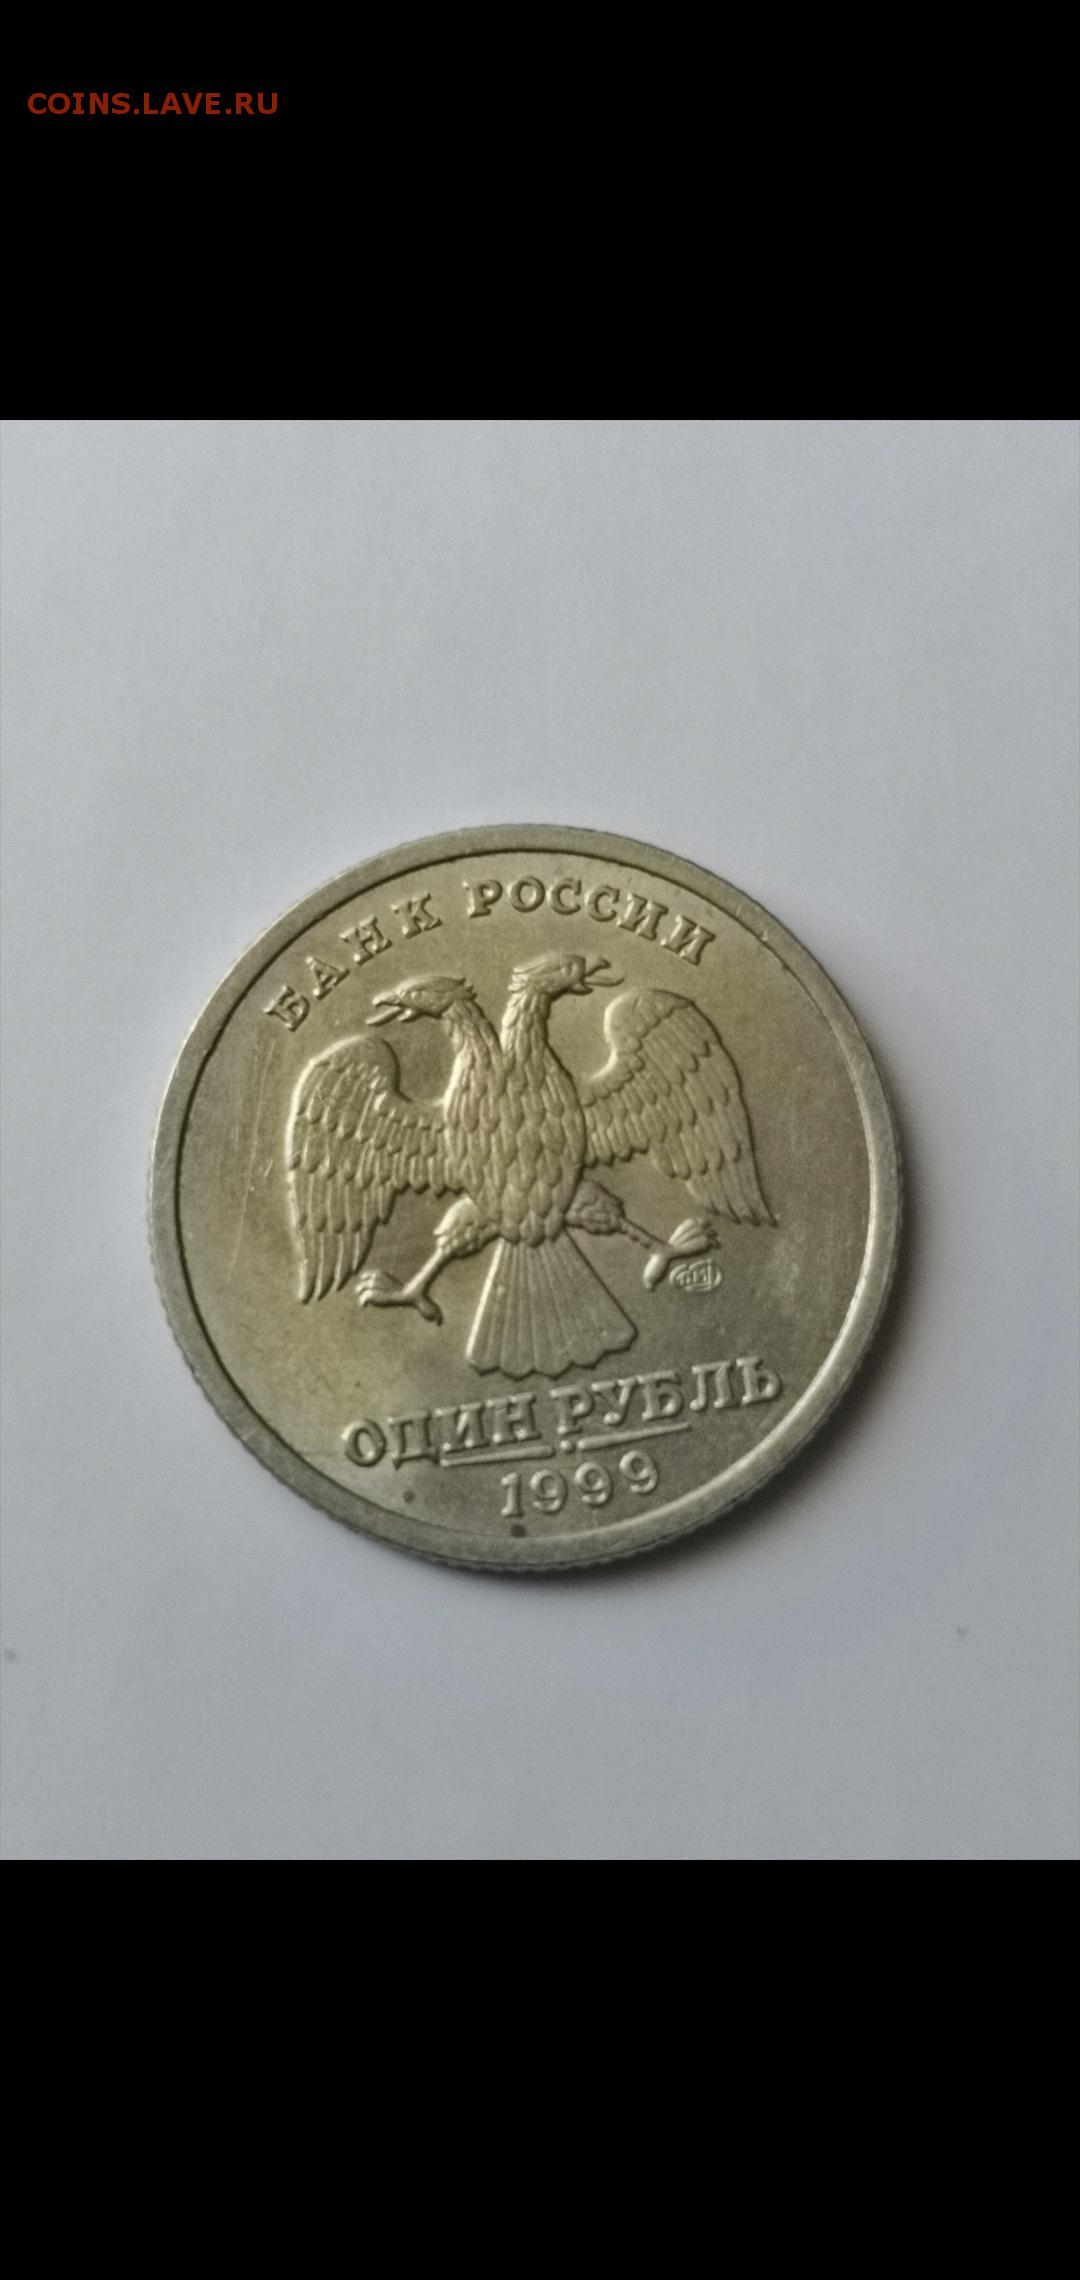 COINS.LAVE.RU
БАНК РОССИИ
ОДИН РУБЛЬ
1999